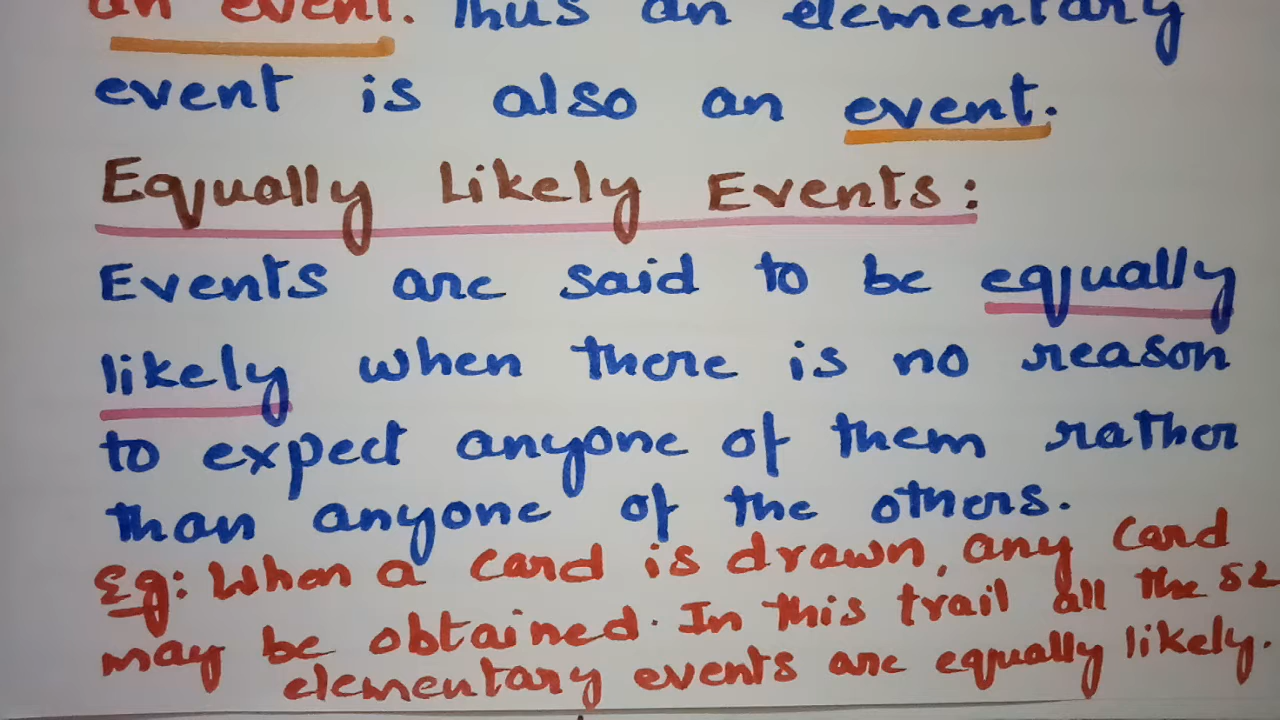 an event. Thus an elementary
event is also an event.
Equally Likely Events:
Events are said to be equally
likely when there is no reason
to expect anyone of them rather
than anyone of the others.
Eg: When a card is drawn, any card
may be obtained. In this trail all the 52
elementary events are equally likely.